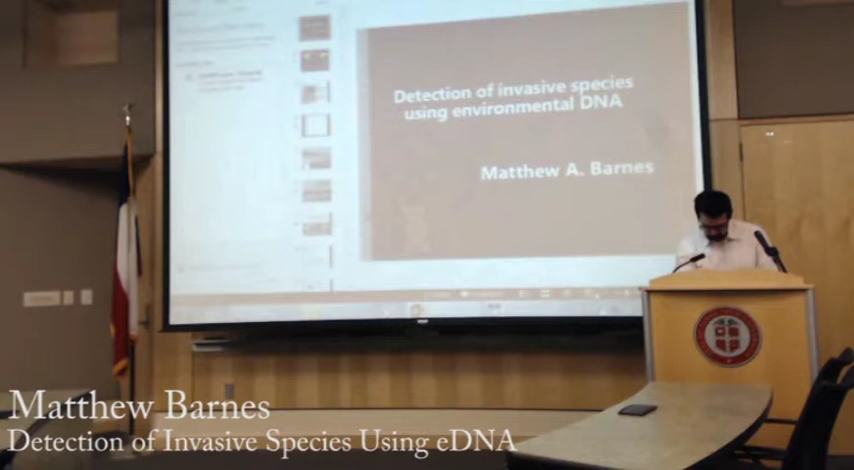 Detection of invasive species
using environmental DNA
Matthew A. Barnes
Matthew Barnes
Detection of Invasive Species Using eDNA